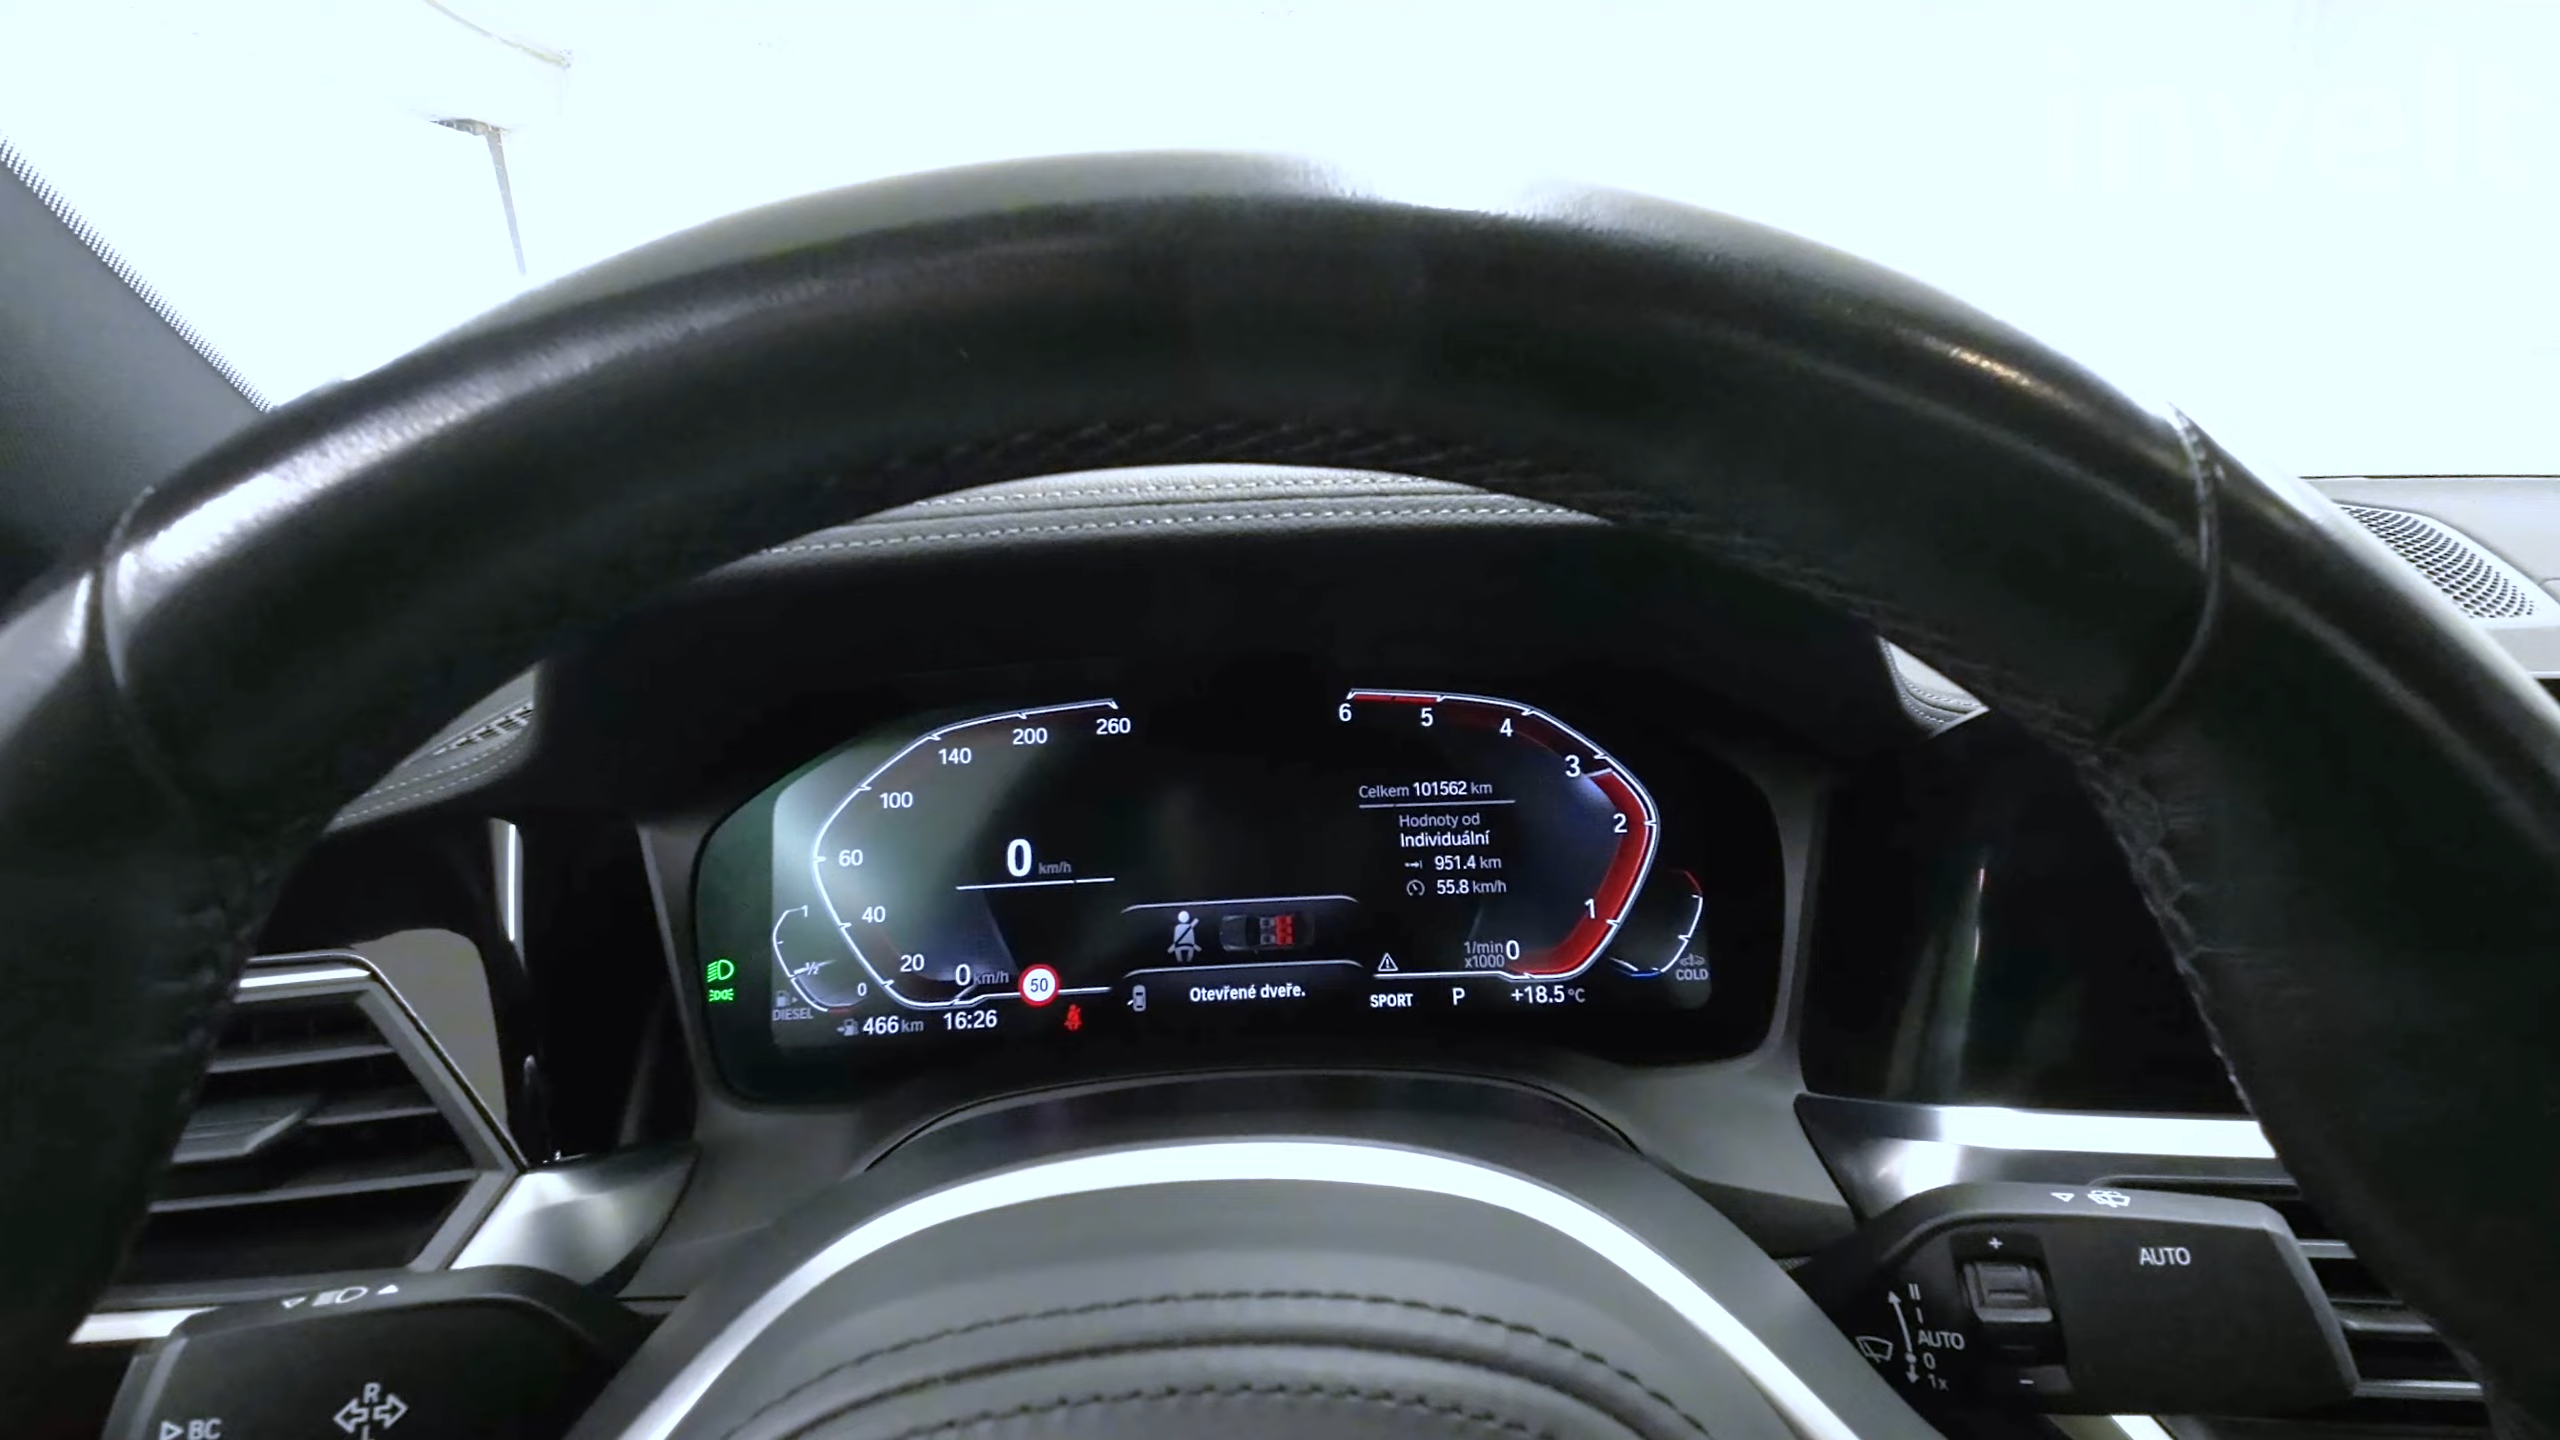 260
200
140
100
60
40
20
0 km/h
0 km/h
50
1
½
0
DIESEL
466 km
16:26
Otevřené dveře.
6
5
4
3
2
1
0
1/min
x1000
Celkem 101562 km
Hodnoty od
Individuální
951.4 km
55.8 km/h
SPORT
P
+18.5 °C
COLD
BC
R
L
+
AUTO
II
I
AUTO
0
1x
−